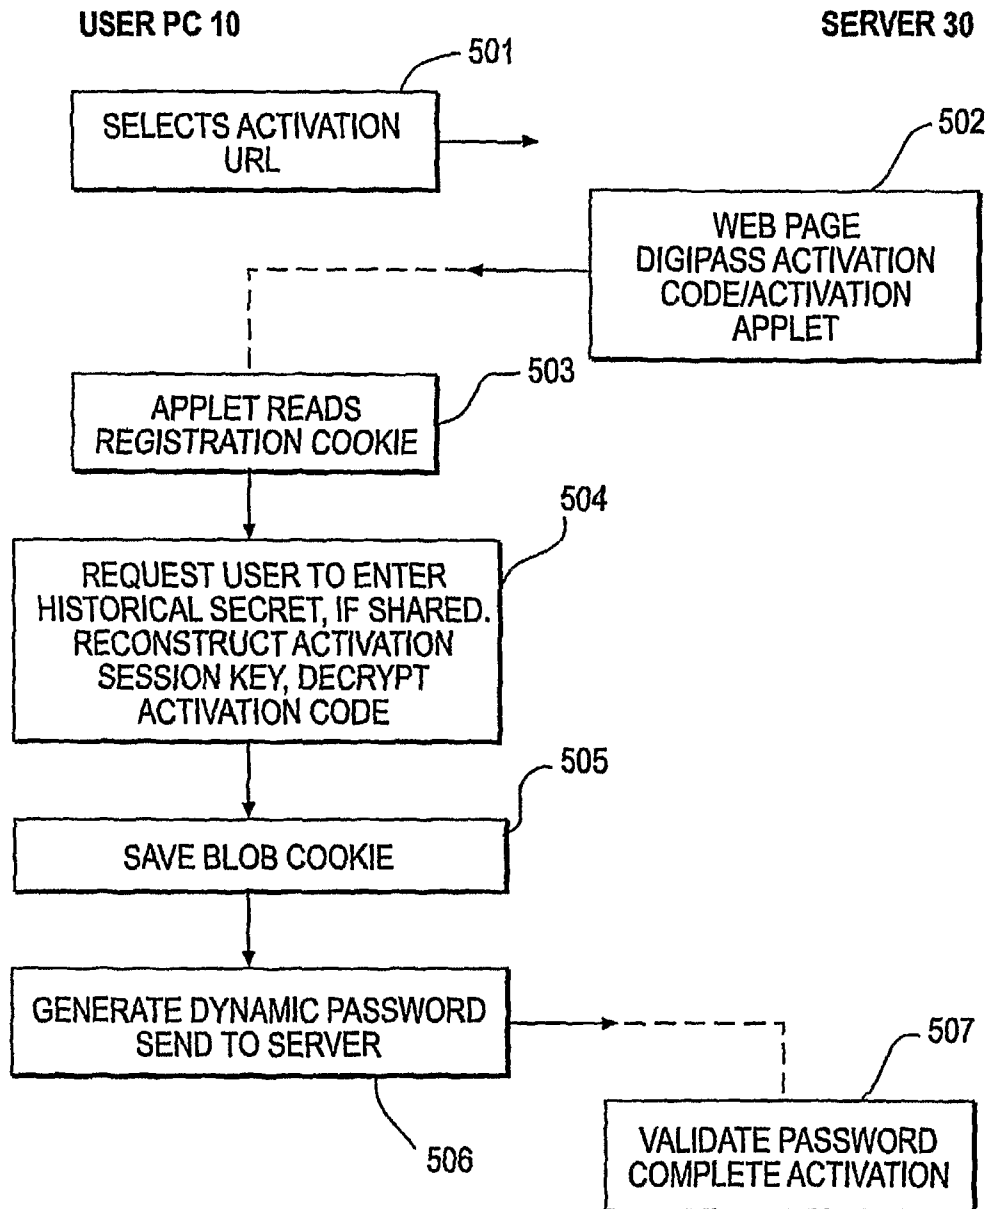 USER PC 10
SERVER 30
501
SELECTS ACTIVATION
URL
502
WEB PAGE
DIGIPASS ACTIVATION
CODE/ACTIVATION
APPLET
503
APPLET READS
REGISTRATION COOKIE
504
REQUEST USER TO ENTER
HISTORICAL SECRET, IF SHARED.
RECONSTRUCT ACTIVATION
SESSION KEY, DECRYPT
ACTIVATION CODE
505
SAVE BLOB COOKIE
GENERATE DYNAMIC PASSWORD
SEND TO SERVER
506
507
VALIDATE PASSWORD
COMPLETE ACTIVATION